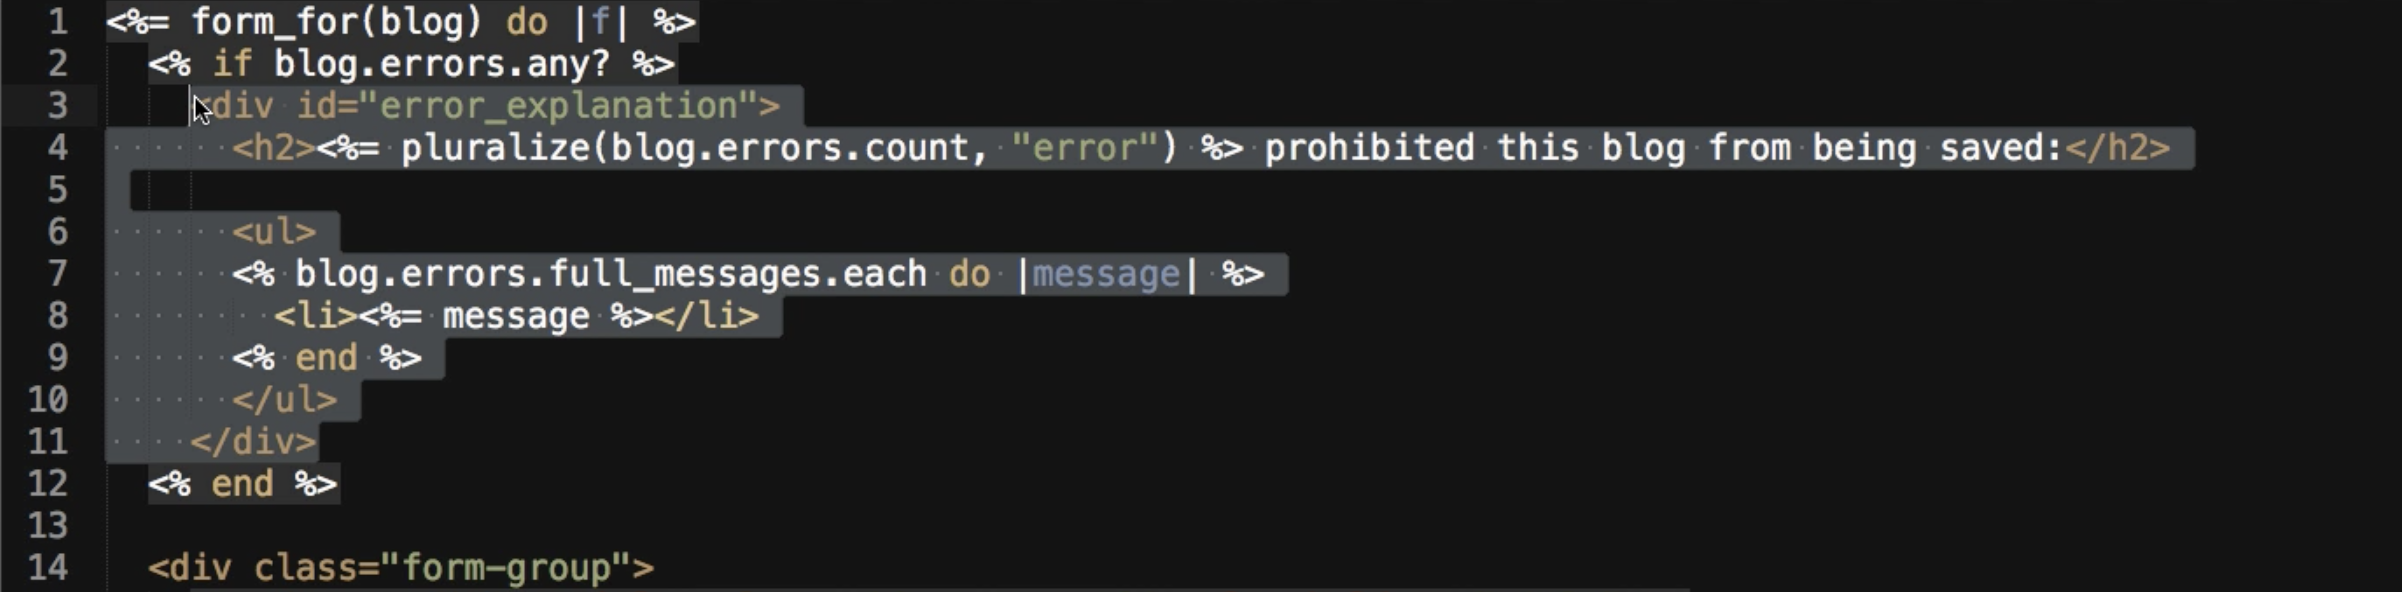 1 <%= form_for(blog) do |f| %>
2 <% if blog.errors.any? %>
3 <div id="error_explanation">
4 <h2><%= pluralize(blog.errors.count, "error") %> prohibited this blog from being saved:</h2>
5
6 <ul>
7 <% blog.errors.full_messages.each do |message| %>
8 <li><%= message %></li>
9 <% end %>
10 </ul>
11 </div>
12 <% end %>
13
14 <div class="form-group">